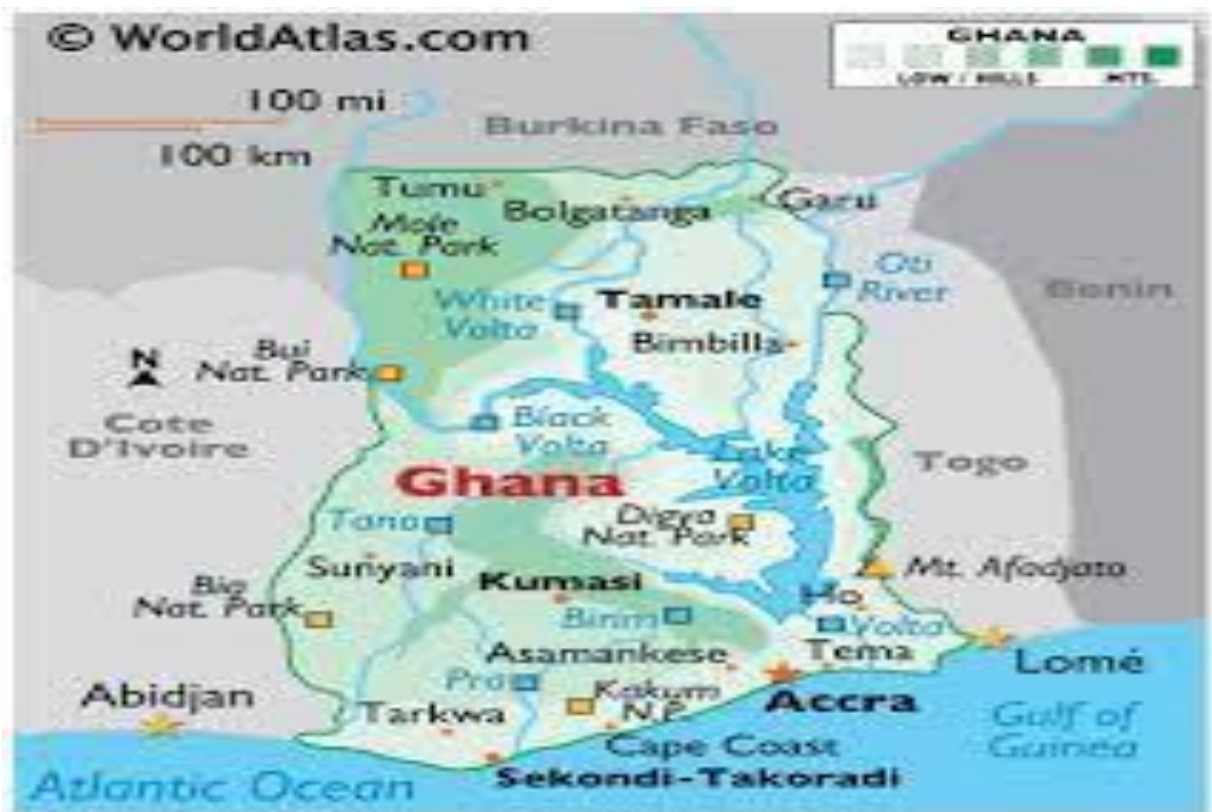 © WorldAtlas.com
GHANA
LOW / HILLS MTS.
100 mi
100 km
Burkina Faso
Tumu
Bolgatanga
Garu
Mole
Nat. Park
White
Volta
Tamale
Oti
River
Benin
Bimbilla
N
Bui
Nat. Park
Cote
D'Ivoire
Black
Volta
Lake
Volta
Togo
Ghana
Tano
Digya
Nat. Park
Sunyani
Kumasi
Mt. Afadjato
Bia
Nat. Park
Ho
Birim
Volta
Asamankese
Tema
Lomé
Pra
Kakum
N.P.
Accra
Abidjan
Tarkwa
Gulf of
Guinea
Cape Coast
Sekondi-Takoradi
Atlantic Ocean